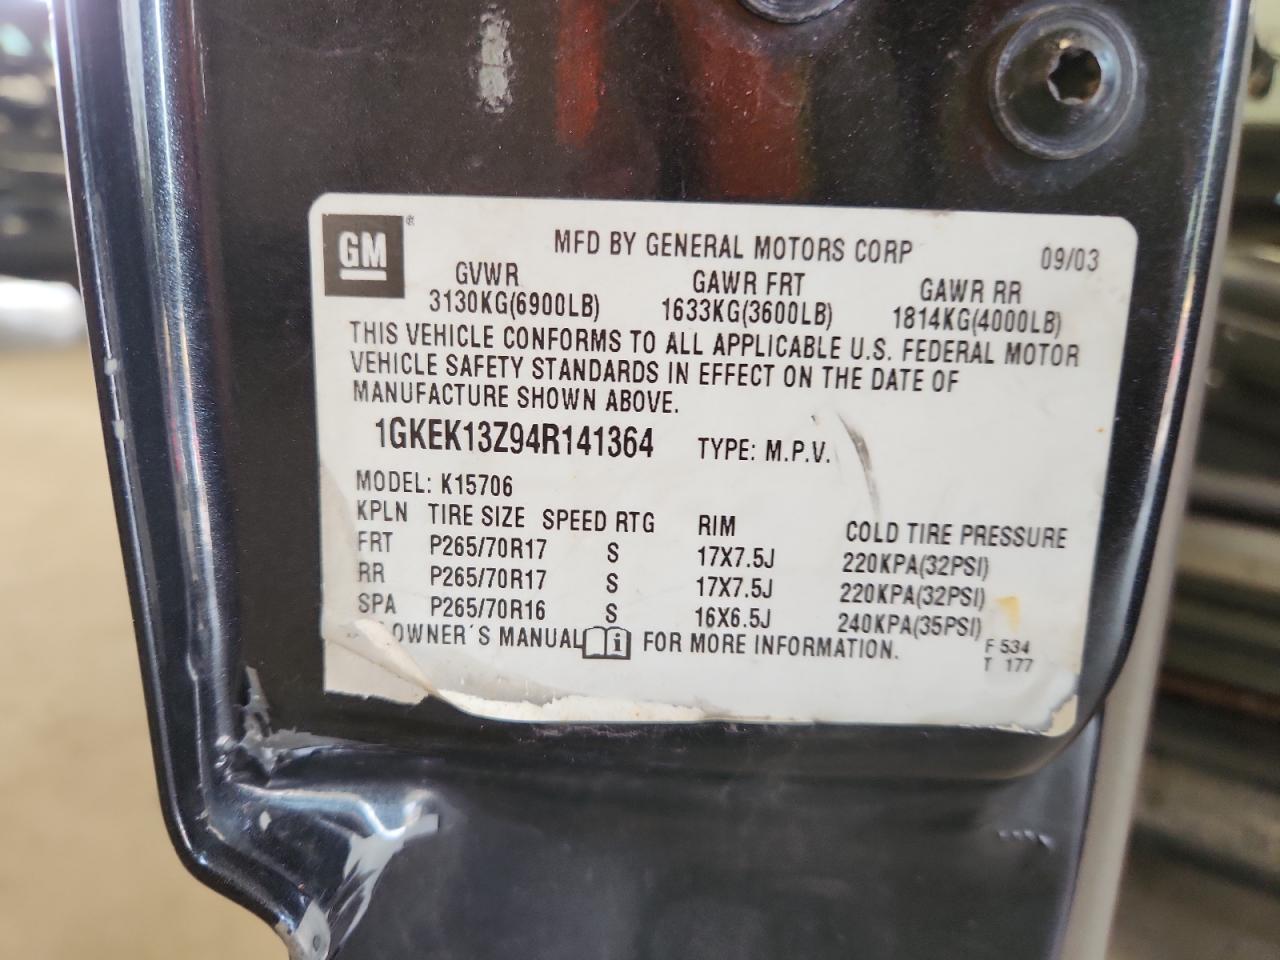 GM ®
MFD BY GENERAL MOTORS CORP 09/03
GVWR GAWR FRT GAWR RR
3130KG(6900LB) 1633KG(3600LB) 1814KG(4000LB)
THIS VEHICLE CONFORMS TO ALL APPLICABLE U.S. FEDERAL MOTOR
VEHICLE SAFETY STANDARDS IN EFFECT ON THE DATE OF
MANUFACTURE SHOWN ABOVE.
1GKEK13Z94R141364 TYPE: M.P.V.
MODEL: K15706
KPLN TIRE SIZE SPEED RTG RIM COLD TIRE PRESSURE
FRT P265/70R17 S 17X7.5J 220KPA(32PSI)
RR P265/70R17 S 17X7.5J 220KPA(32PSI)
SPA P265/70R16 S 16X6.5J 240KPA(35PSI)
OWNER´S MANUAL i FOR MORE INFORMATION.
F 534
T 177